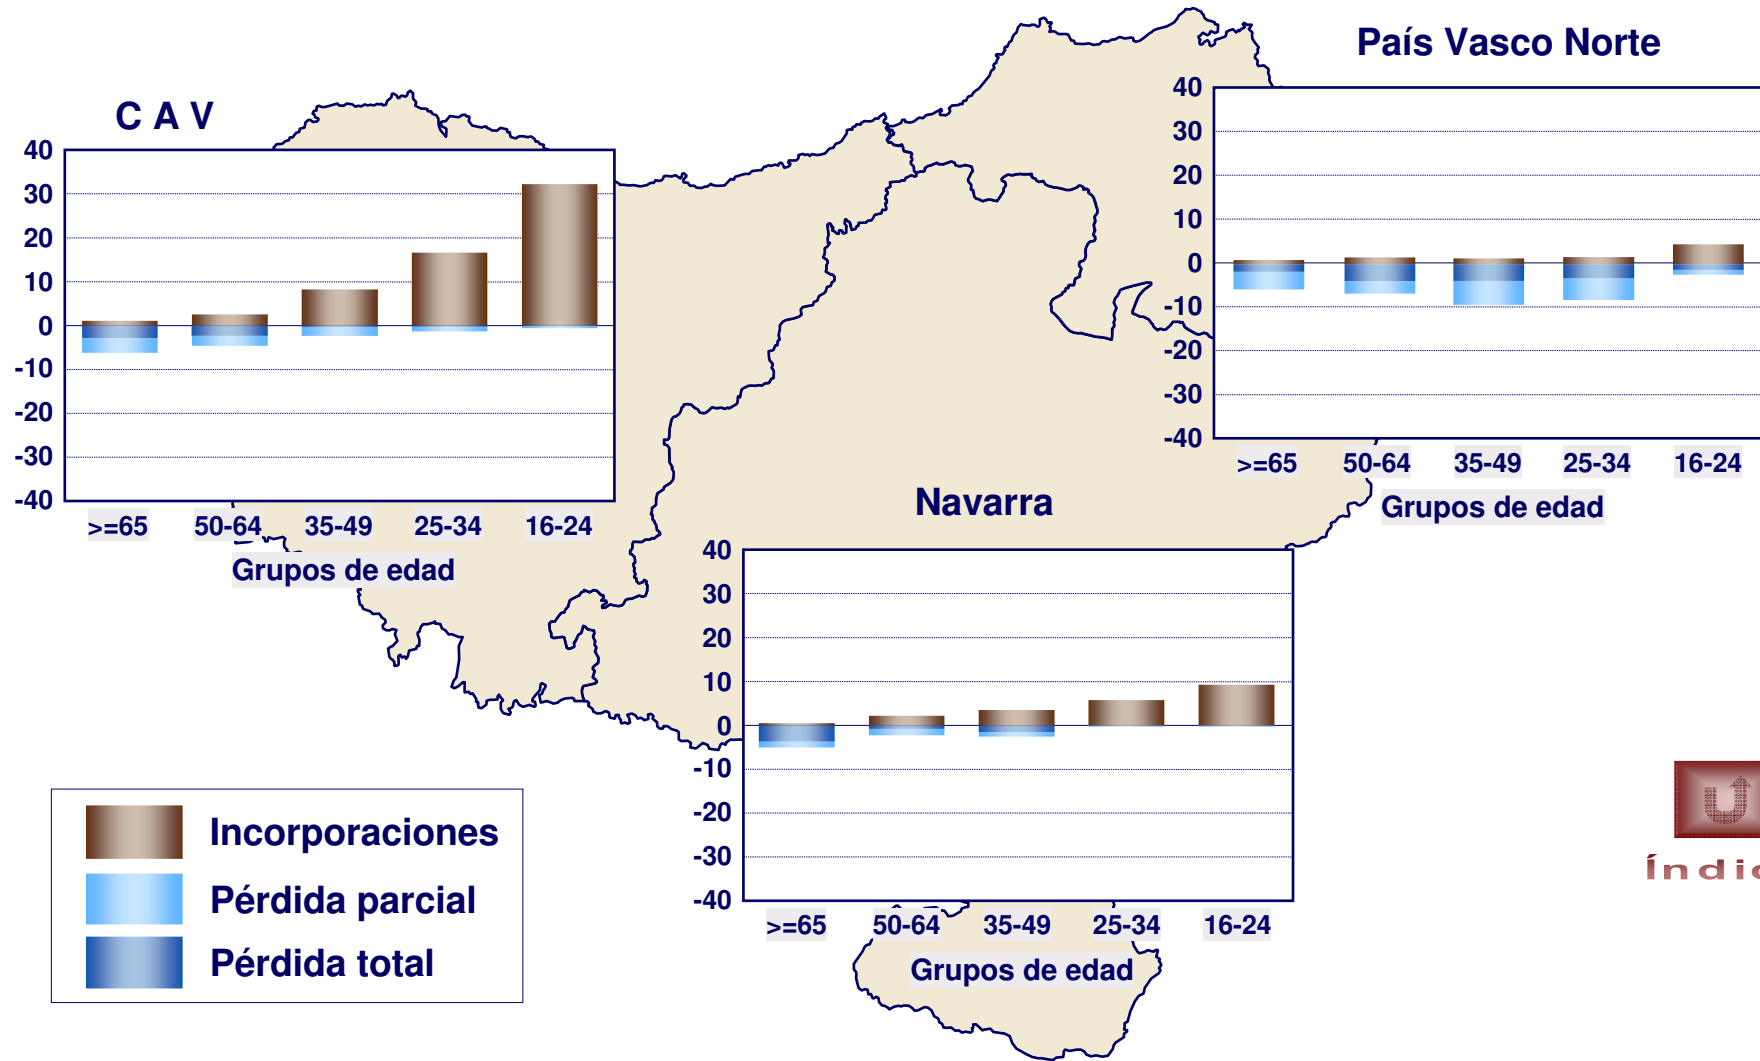 País Vasco Norte
C A V
40
30
20
10
0
-10
-20
-30
-40
>=65 50-64 35-49 25-34 16-24
Grupos de edad
40
30
20
10
0
-10
-20
-30
-40
>=65 50-64 35-49 25-34 16-24
Grupos de edad
Navarra
40
30
20
10
0
-10
-20
-30
-40
>=65 50-64 35-49 25-34 16-24
Grupos de edad
Incorporaciones
Pérdida parcial
Pérdida total